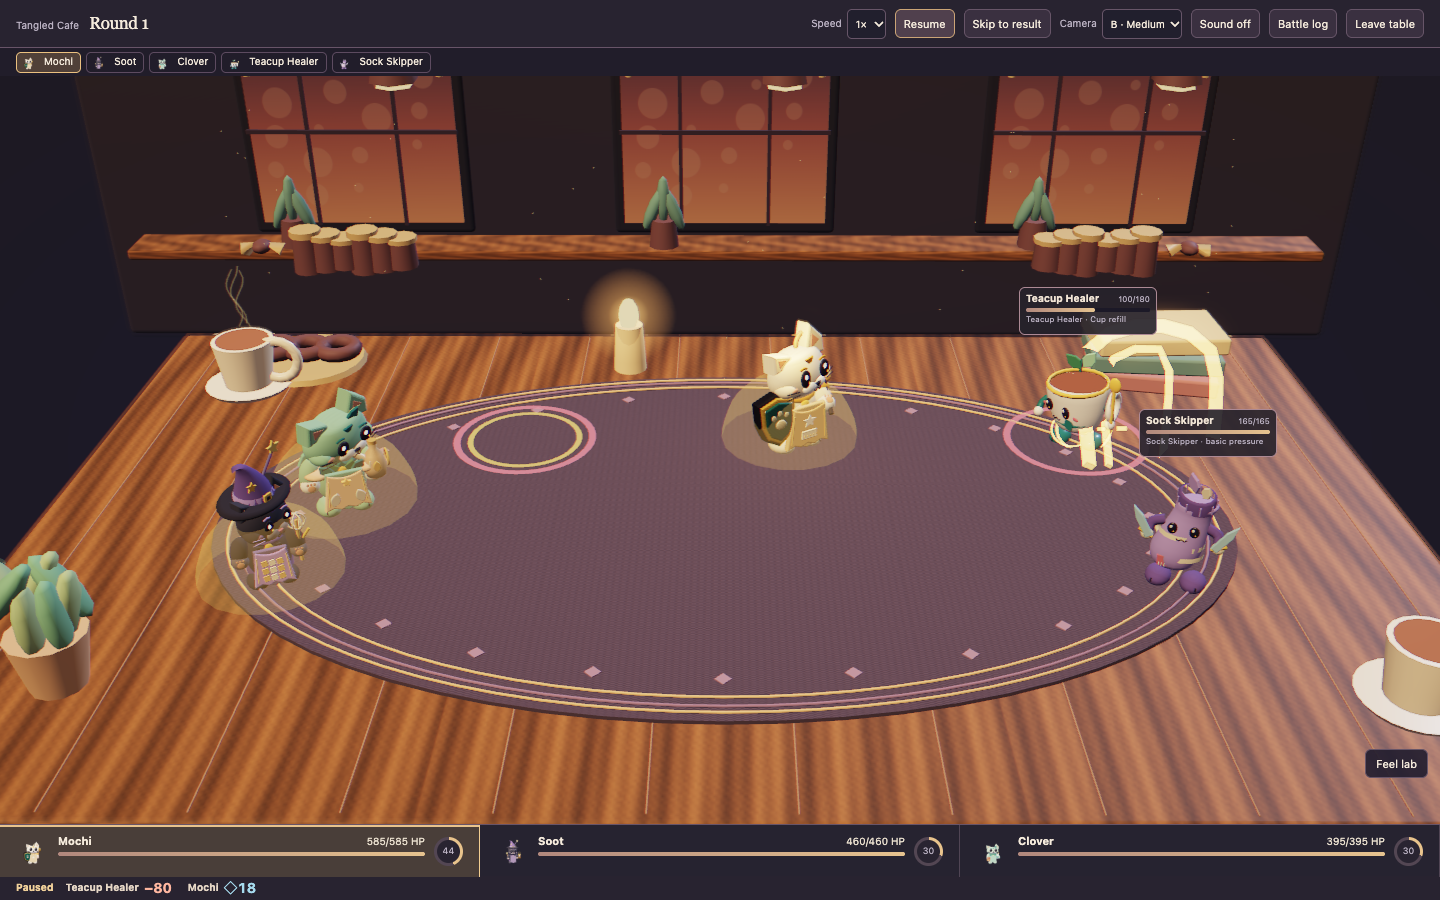 Tangled Cafe Round 1
Speed 1× Resume Skip to result Camera B · Medium Sound off Battle log Leave table
Mochi Soot Clover Teacup Healer Sock Skipper
Teacup Healer 100/180
Teacup Healer · Cup refill
Sock Skipper 165/165
Sock Skipper · basic pressure
Feel lab
Mochi 585/585 HP 44
Soot 460/460 HP 30
Clover 395/395 HP 30
Paused Teacup Healer −80 Mochi ◇18